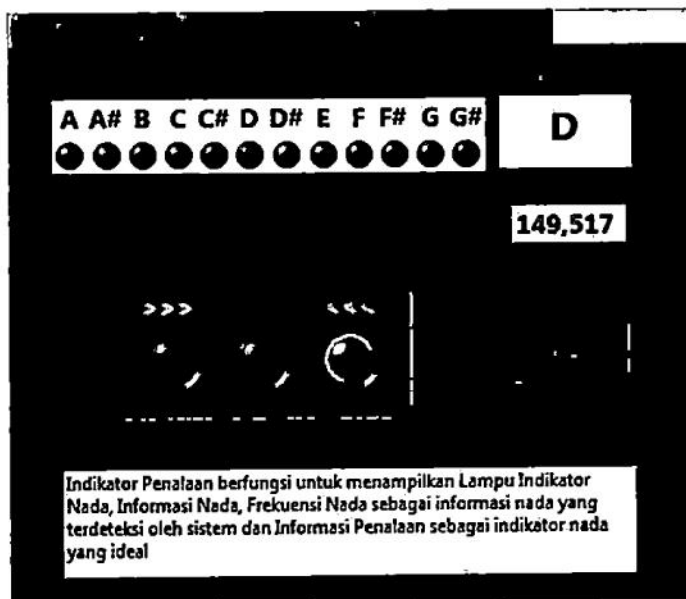 A A# B C C# D D# E F F# G G#
D
149,517
>>> <<<
Indikator Penalaan berfungsi untuk menampilkan Lampu Indikator
Nada, Informasi Nada, Frekuensi Nada sebagai informasi nada yang
terdeteksi oleh sistem dan Informasi Penalaan sebagai indikator nada
yang ideal